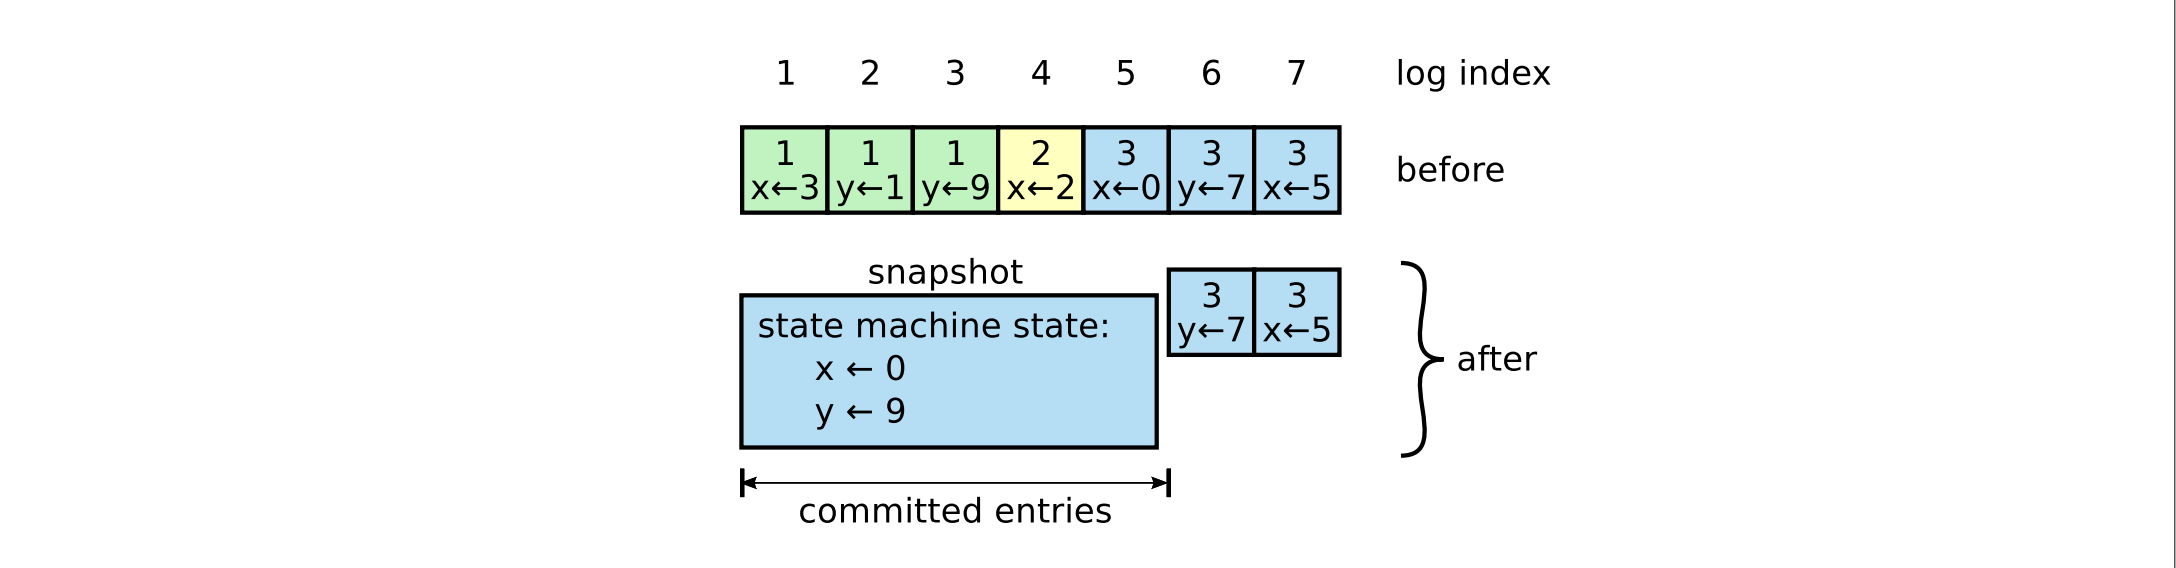 1 2 3 4 5 6 7 log index
1 1 1 2 3 3 3
x←3 y←1 y←9 x←2 x←0 y←7 x←5
before
snapshot
state machine state:
x ← 0
y ← 9
3 3
y←7 x←5
after
committed entries